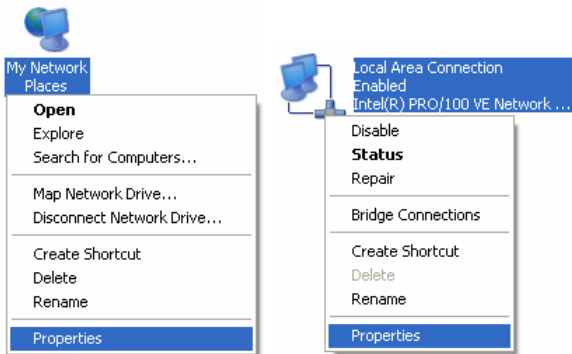 My Network
Places
Open
Explore
Search for Computers...
Map Network Drive...
Disconnect Network Drive...
Create Shortcut
Delete
Rename
Properties
Local Area Connection
Enabled
Intel(R) PRO/100 VE Network ...
Disable
Status
Repair
Bridge Connections
Create Shortcut
Delete
Rename
Properties